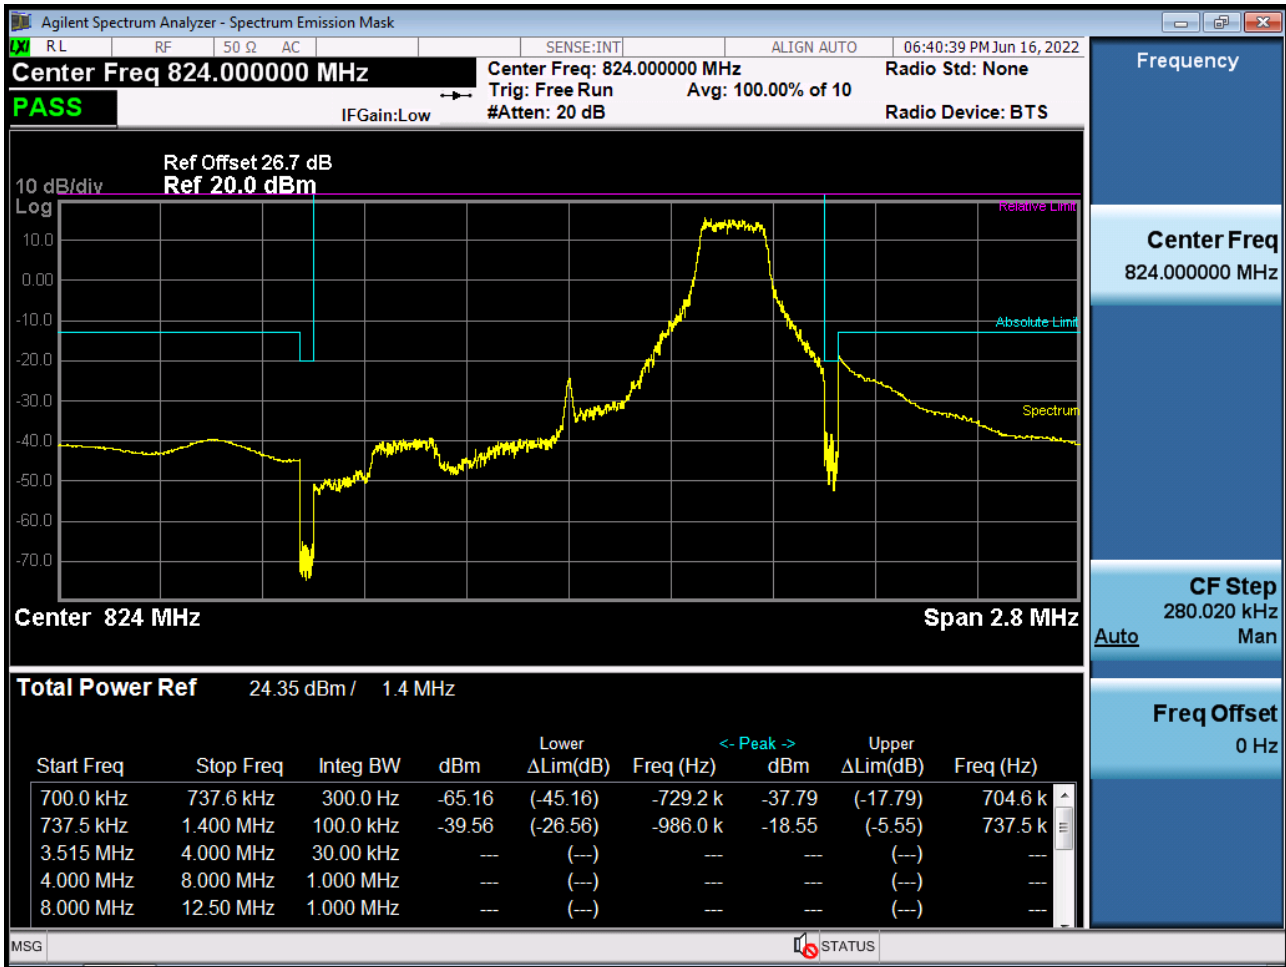 Agilent Spectrum Analyzer - Spectrum Emission Mask
LXI RL RF 50 Ω AC SENSE:INT ALIGN AUTO 06:40:39 PM Jun 16, 2022
Center Freq 824.000000 MHz
Center Freq: 824.000000 MHz Radio Std: None
Trig: Free Run Avg: 100.00% of 10
PASS IFGain:Low #Atten: 20 dB Radio Device: BTS
Ref Offset 26.7 dB
10 dB/div Ref 20.0 dBm
Log
Relative Limit
10.0
0.00
-10.0
Absolute Limit
-20.0
-30.0
Spectrum
-40.0
-50.0
-60.0
-70.0
Center 824 MHz Span 2.8 MHz
Total Power Ref 24.35 dBm / 1.4 MHz
Lower <- Peak -> Upper
Start Freq Stop Freq Integ BW dBm ΔLim(dB) Freq (Hz) dBm ΔLim(dB) Freq (Hz)
700.0 kHz 737.6 kHz 300.0 Hz -65.16 (-45.16) -729.2 k -37.79 (-17.79) 704.6 k
737.5 kHz 1.400 MHz 100.0 kHz -39.56 (-26.56) -986.0 k -18.55 (-5.55) 737.5 k
3.515 MHz 4.000 MHz 30.00 kHz --- (---) --- --- (---) ---
4.000 MHz 8.000 MHz 1.000 MHz --- (---) --- --- (---) ---
8.000 MHz 12.50 MHz 1.000 MHz --- (---) --- --- (---) ---
MSG STATUS
Frequency
Center Freq
824.000000 MHz
CF Step
280.020 kHz
Auto Man
Freq Offset
0 Hz